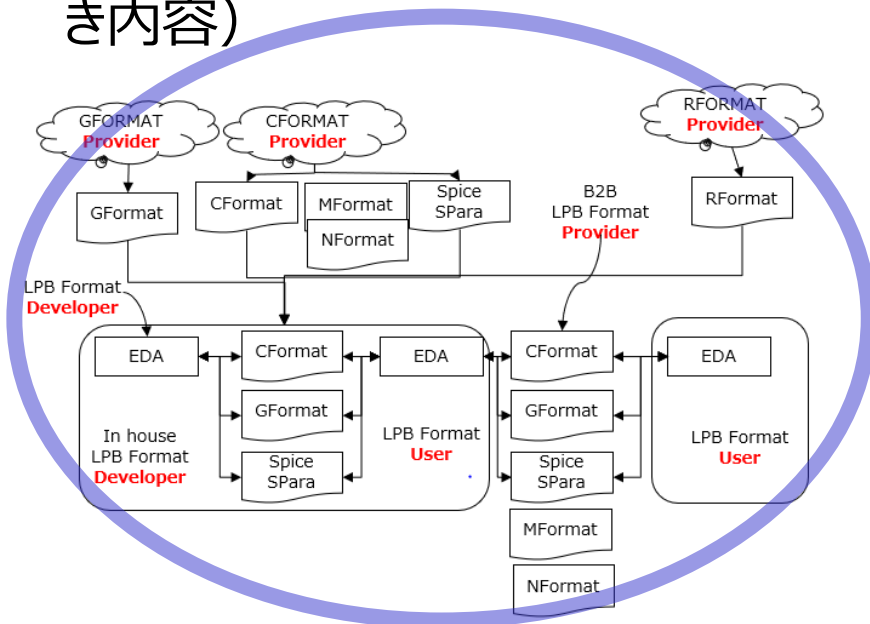 き内容）
GFORMAT
Provider
CFORMAT
Provider
RFORMAT
Provider
GFormat
CFormat
MFormat
NFormat
Spice
SPara
B2B
LPB Format
Provider
RFormat
LPB Format
Developer
EDA
CFormat
EDA
CFormat
EDA
GFormat
GFormat
In house
LPB Format
Developer
LPB Format
User
LPB Format
User
Spice
SPara
Spice
SPara
MFormat
NFormat